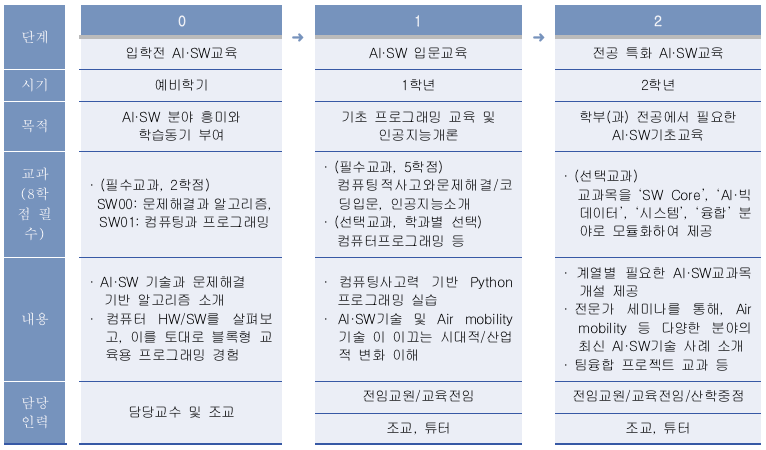 단계
0
➜
1
➜
2
입학전 AI·SW교육
AI·SW 입문교육
전공 특화 AI·SW교육
시기
예비학기
1학년
2학년
목적
AI·SW 분야 흥미와
학습동기 부여
기초 프로그래밍 교육 및
인공지능개론
학부(과) 전공에서 필요한
AI·SW기초교육
교과
(8학
점 필
수)
· (필수교과, 2학점)
SW00: 문제해결과 알고리즘,
SW01: 컴퓨팅과 프로그래밍
· (필수교과, 5학점)
컴퓨팅적사고와문제해결/코
딩입문, 인공지능소개
· (선택교과, 학과별 선택)
컴퓨터프로그래밍 등
· (선택교과)
교과목을 ‘SW Core’, ‘AI·빅
데이터’, ‘시스템’, ‘융합’ 분
야로 모듈화하여 제공
내용
· AI·SW 기술과 문제해결
기반 알고리즘 소개
· 컴퓨터 HW/SW를 살펴보
고, 이를 토대로 블록형 교
육용 프로그래밍 경험
· 컴퓨팅사고력 기반 Python
프로그래밍 실습
· AI·SW기술 및 Air mobility
기술 이 이끄는 시대적/산업
적 변화 이해
· 계열별 필요한 AI·SW교과목
개설 제공
· 전문가 세미나를 통해, Air
mobility 등 다양한 분야의
최신 AI·SW기술 사례 소개
· 팀융합 프로젝트 교과 등
담당
인력
담당교수 및 조교
전임교원/교육전임
조교, 튜터
전임교원/교육전임/산학중점
조교, 튜터